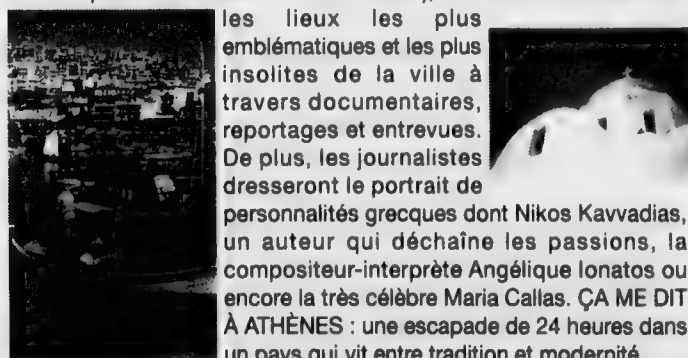 les lieux les plus
emblématiques et les plus
insolites de la ville à
travers documentaires,
reportages et entrevues.
De plus, les journalistes
dresseront le portrait de
personnalités grecques dont Nikos Kavvadias,
un auteur qui déchaîne les passions, la
compositeur-interprète Angélique Ionatos ou
encore la très célèbre Maria Callas. ÇA ME DIT
À ATHÈNES : une escapade de 24 heures dans
un pays qui vit entre tradition et modernité.